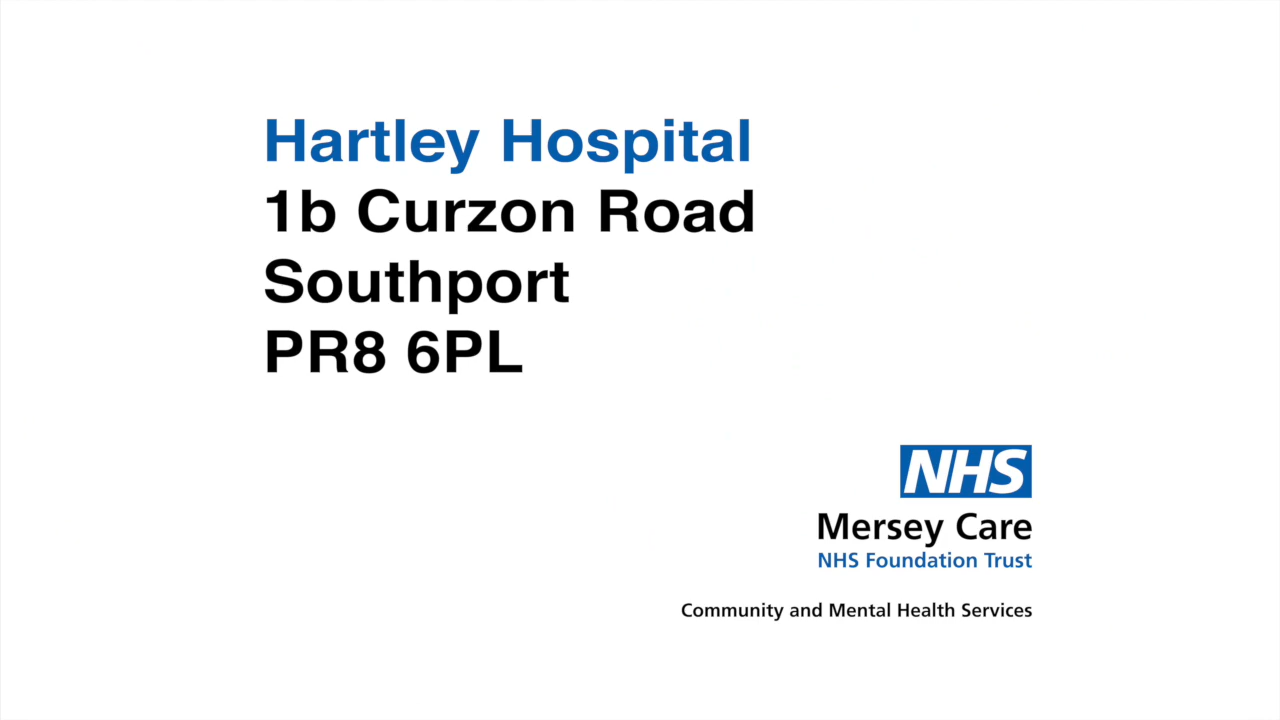 Hartley Hospital
1b Curzon Road
Southport
PR8 6PL
NHS
Mersey Care
NHS Foundation Trust
Community and Mental Health Services